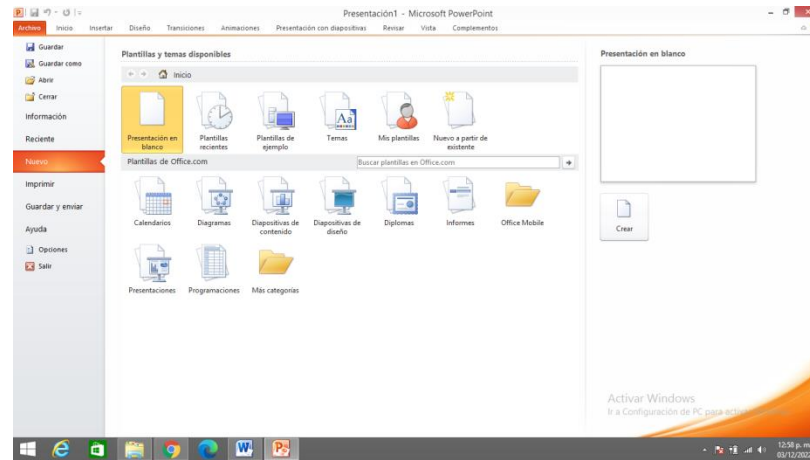 Presentación1 - Microsoft PowerPoint
Archivo Inicio Insertar Diseño Transiciones Animaciones Presentación con diapositivas Revisar Vista Complementos
Guardar
Guardar como
Abrir
Cerrar
Información
Reciente
Nuevo
Imprimir
Guardar y enviar
Ayuda
Opciones
Salir
Plantillas y temas disponibles
Inicio
Presentación en blanco
Plantillas recientes
Plantillas de ejemplo
Temas
Mis plantillas
Nuevo a partir de existente
Plantillas de Office.com
Buscar plantillas en Office.com
Calendarios
Diagramas
Diapositivas de contenido
Diapositivas de diseño
Diplomas
Informes
Office Mobile
Presentaciones
Programaciones
Más categorías
Presentación en blanco
Crear
Activar Windows
Ir a Configuración de PC para
12:58 p. m.